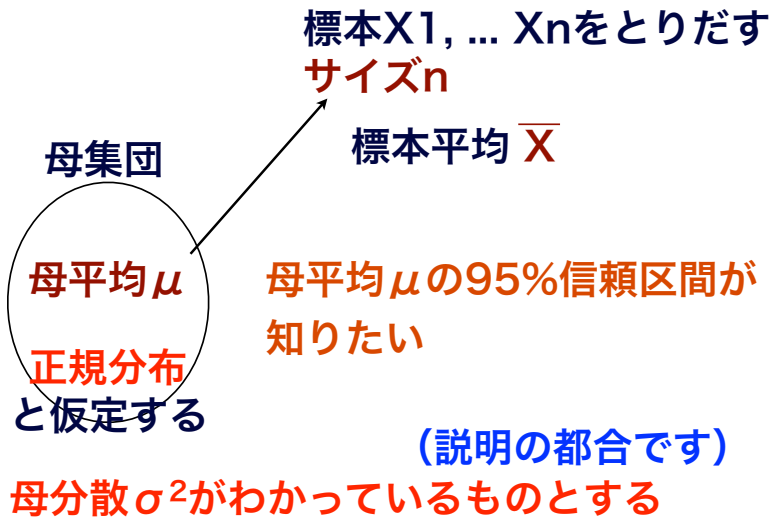 標本X1, ... Xnをとりだす
サイズn
標本平均 X̅
母集団
母平均μ
正規分布
と仮定する
母平均μの95%信頼区間が
知りたい
（説明の都合です）
母分散σ²がわかっているものとする